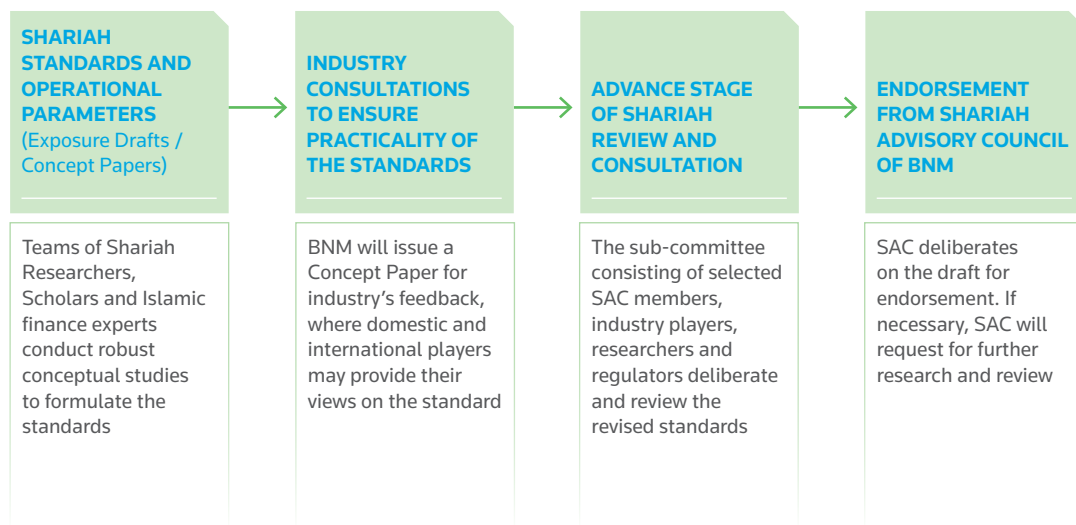 SHARIAH
STANDARDS AND
OPERATIONAL
PARAMETERS
(Exposure Drafts /
Concept Papers)
Teams of Shariah
Researchers,
Scholars and Islamic
finance experts
conduct robust
conceptual studies
to formulate the
standards
INDUSTRY
CONSULTATIONS
TO ENSURE
PRACTICALITY OF
THE STANDARDS
BNM will issue a
Concept Paper for
industry’s feedback,
where domestic and
international players
may provide their
views on the standard
ADVANCE STAGE
OF SHARIAH
REVIEW AND
CONSULTATION
The sub-committee
consisting of selected
SAC members,
industry players,
researchers and
regulators deliberate
and review the
revised standards
ENDORSEMENT
FROM SHARIAH
ADVISORY COUNCIL
OF BNM
SAC deliberates
on the draft for
endorsement. If
necessary, SAC will
request for further
research and review